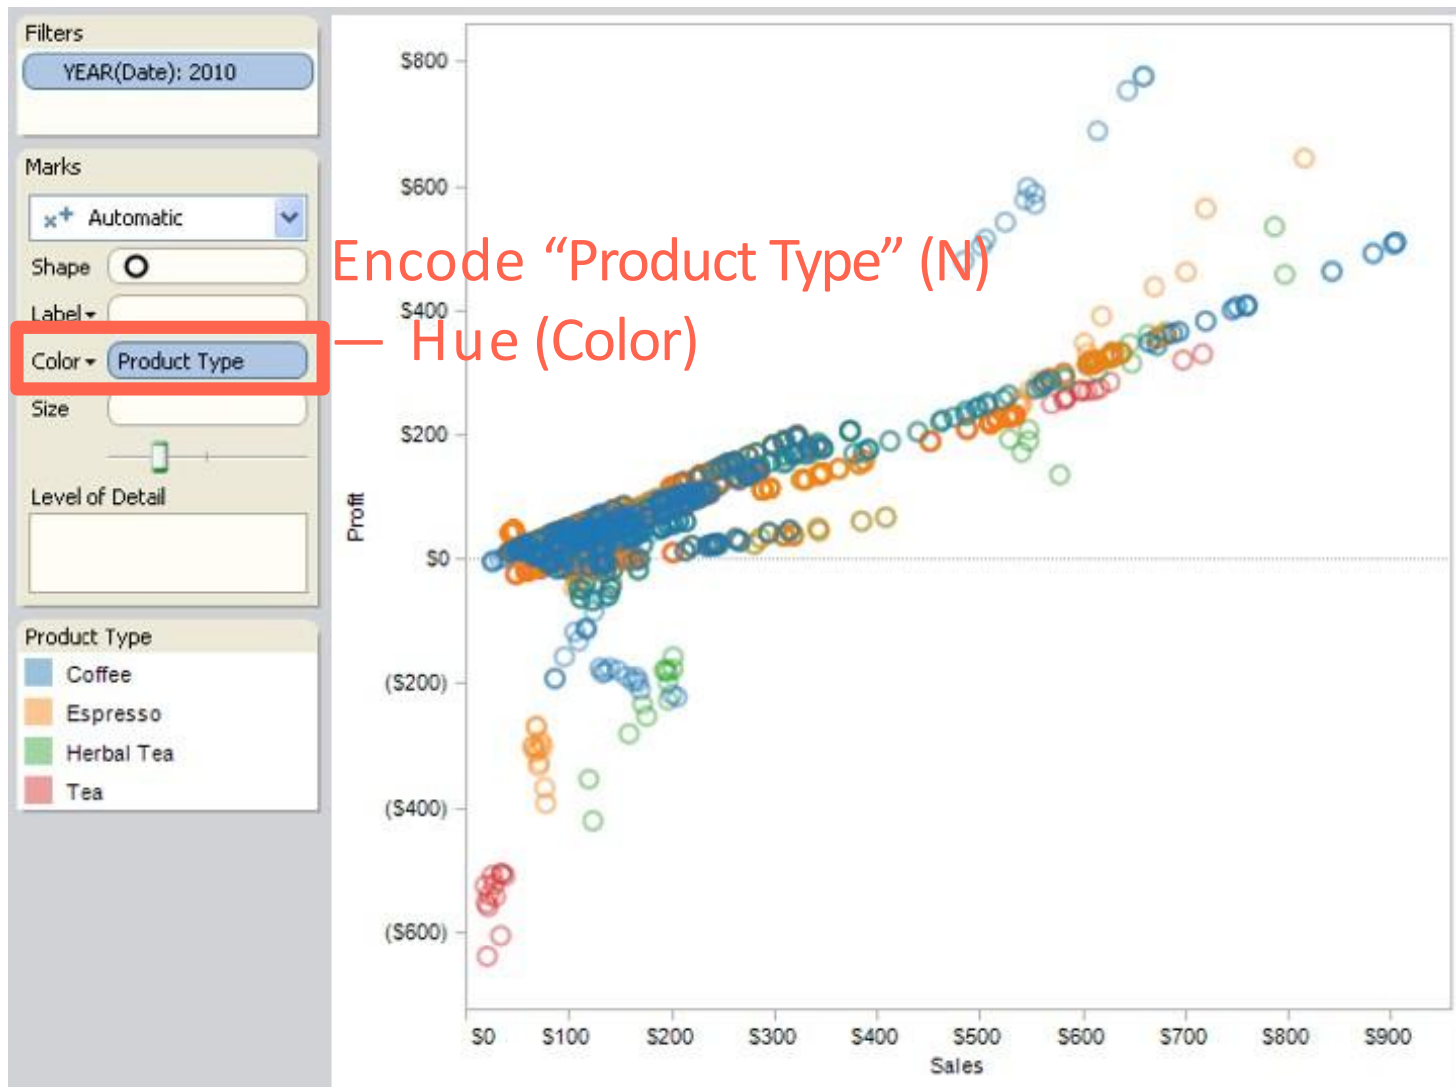 Filters
YEAR(Date): 2010
Marks
Automatic
Shape
Label
Color
Product Type
Size
Level of Detail
Product Type
Coffee
Espresso
Herbal Tea
Tea
Encode “Product Type” (N)
— Hue (Color)
Profit
$800
$600
$400
$200
$0
($200)
($400)
($600)
$0
$100
$200
$300
$400
$500
$600
$700
$800
$900
Sales